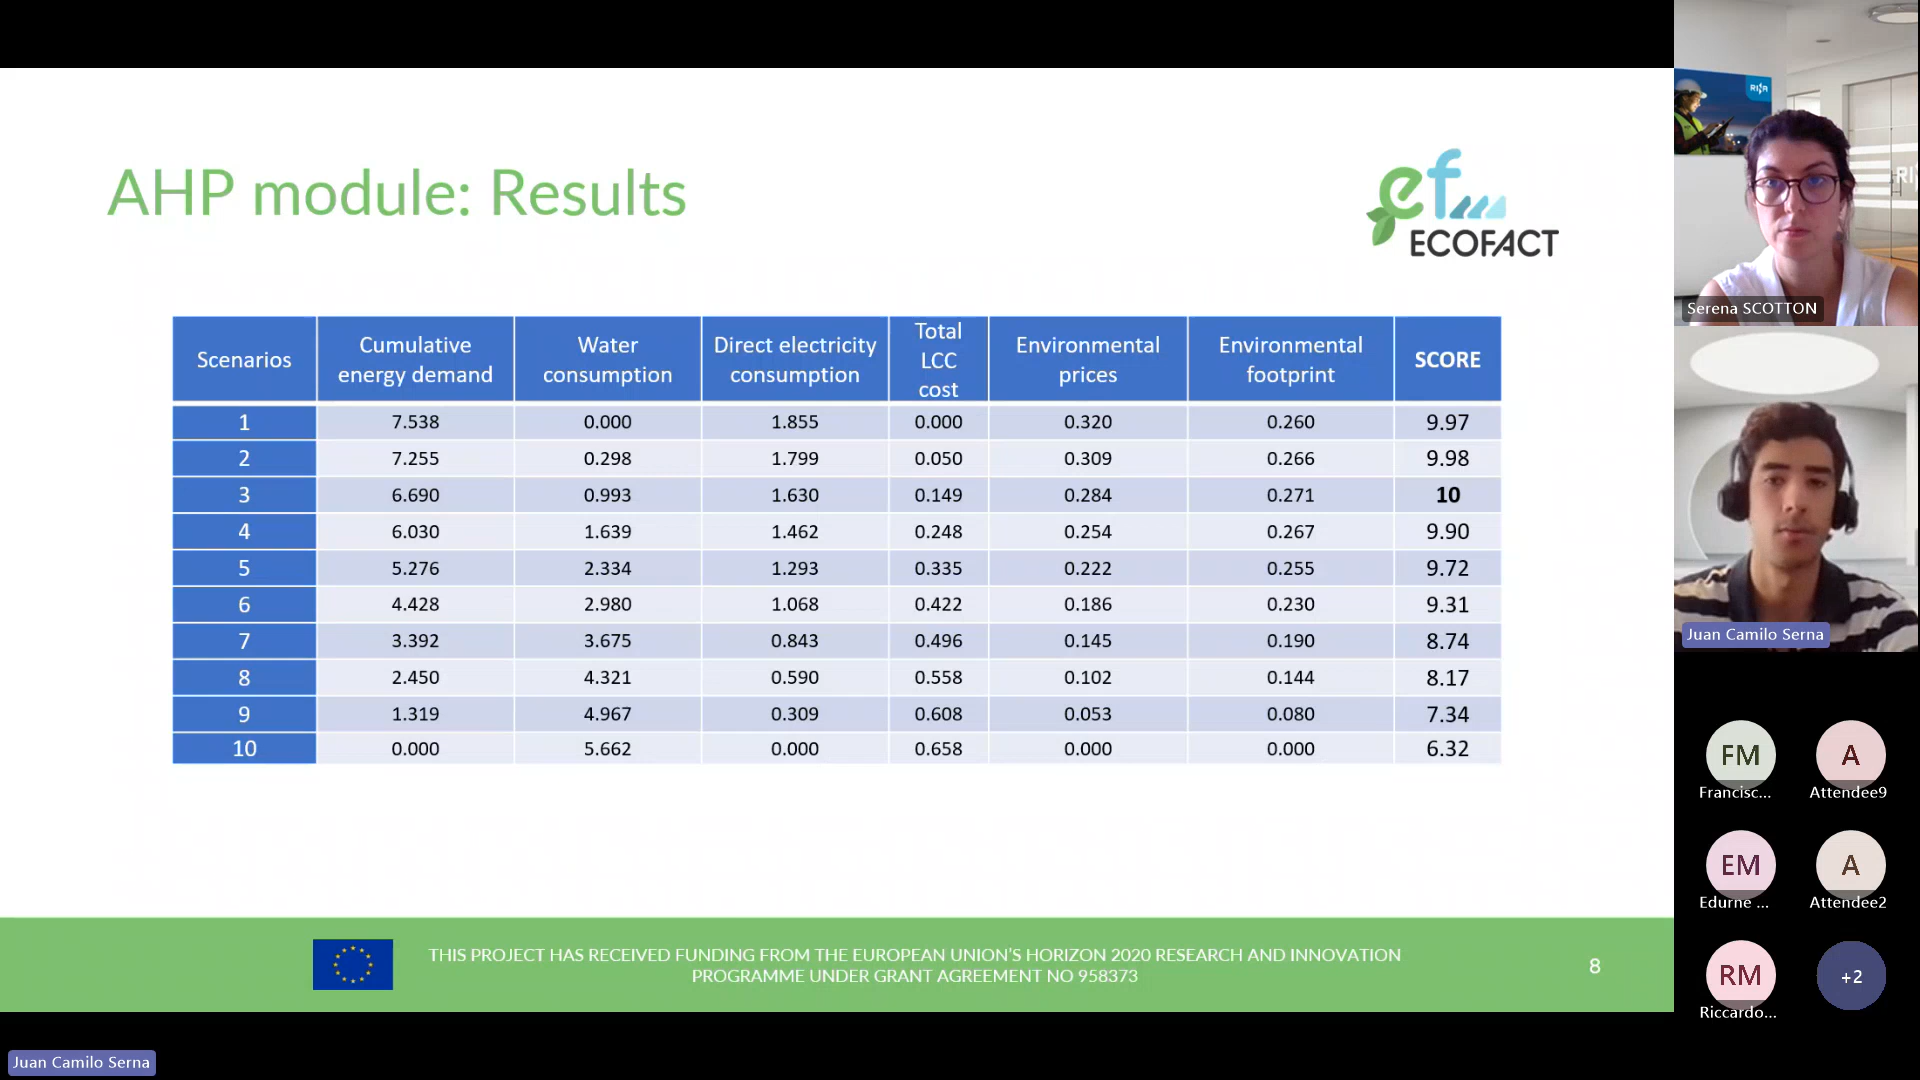 AHP module: Results
ef
ECOFACT
Scenarios Cumulative energy demand Water consumption Direct electricity consumption Total LCC cost Environmental prices Environmental footprint SCORE
1 7.538 0.000 1.855 0.000 0.320 0.260 9.97
2 7.255 0.298 1.799 0.050 0.309 0.266 9.98
3 6.690 0.993 1.630 0.149 0.284 0.271 10
4 6.030 1.639 1.462 0.248 0.254 0.267 9.90
5 5.276 2.334 1.293 0.335 0.222 0.255 9.72
6 4.428 2.980 1.068 0.422 0.186 0.230 9.31
7 3.392 3.675 0.843 0.496 0.145 0.190 8.74
8 2.450 4.321 0.590 0.558 0.102 0.144 8.17
9 1.319 4.967 0.309 0.608 0.053 0.080 7.34
10 0.000 5.662 0.000 0.658 0.000 0.000 6.32
THIS PROJECT HAS RECEIVED FUNDING FROM THE EUROPEAN UNION'S HORIZON 2020 RESEARCH AND INNOVATION
PROGRAMME UNDER GRANT AGREEMENT NO 958373
8
Juan Camilo Serna
RINA
RI
Serena SCOTTON
Juan Camilo Serna
FM A
Francisc... Attendee9
EM A
Edurne ... Attendee2
RM +2
Riccardo...